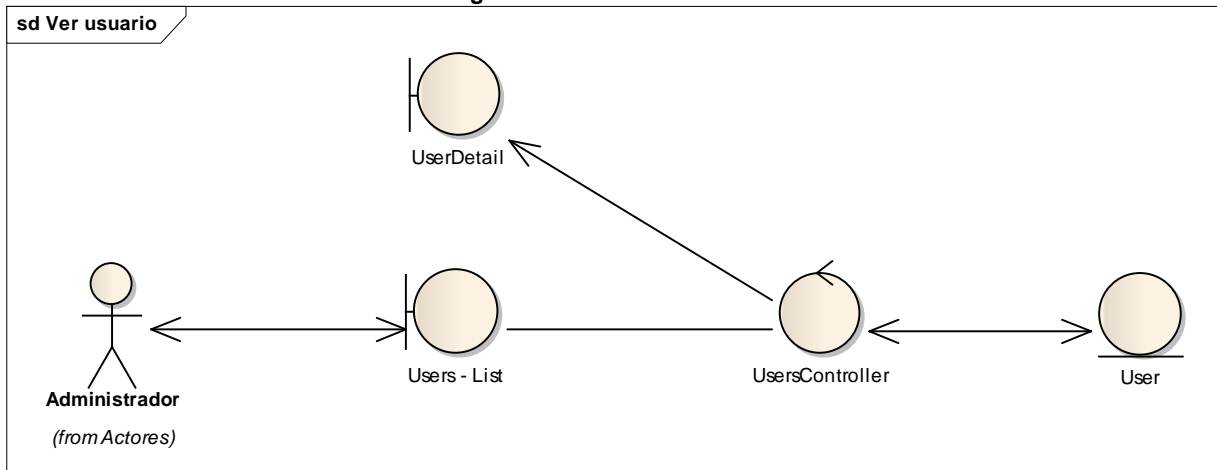 sd Ver usuario
UserDetail
Users - List
UsersController
User
Administrador
(from Actores)